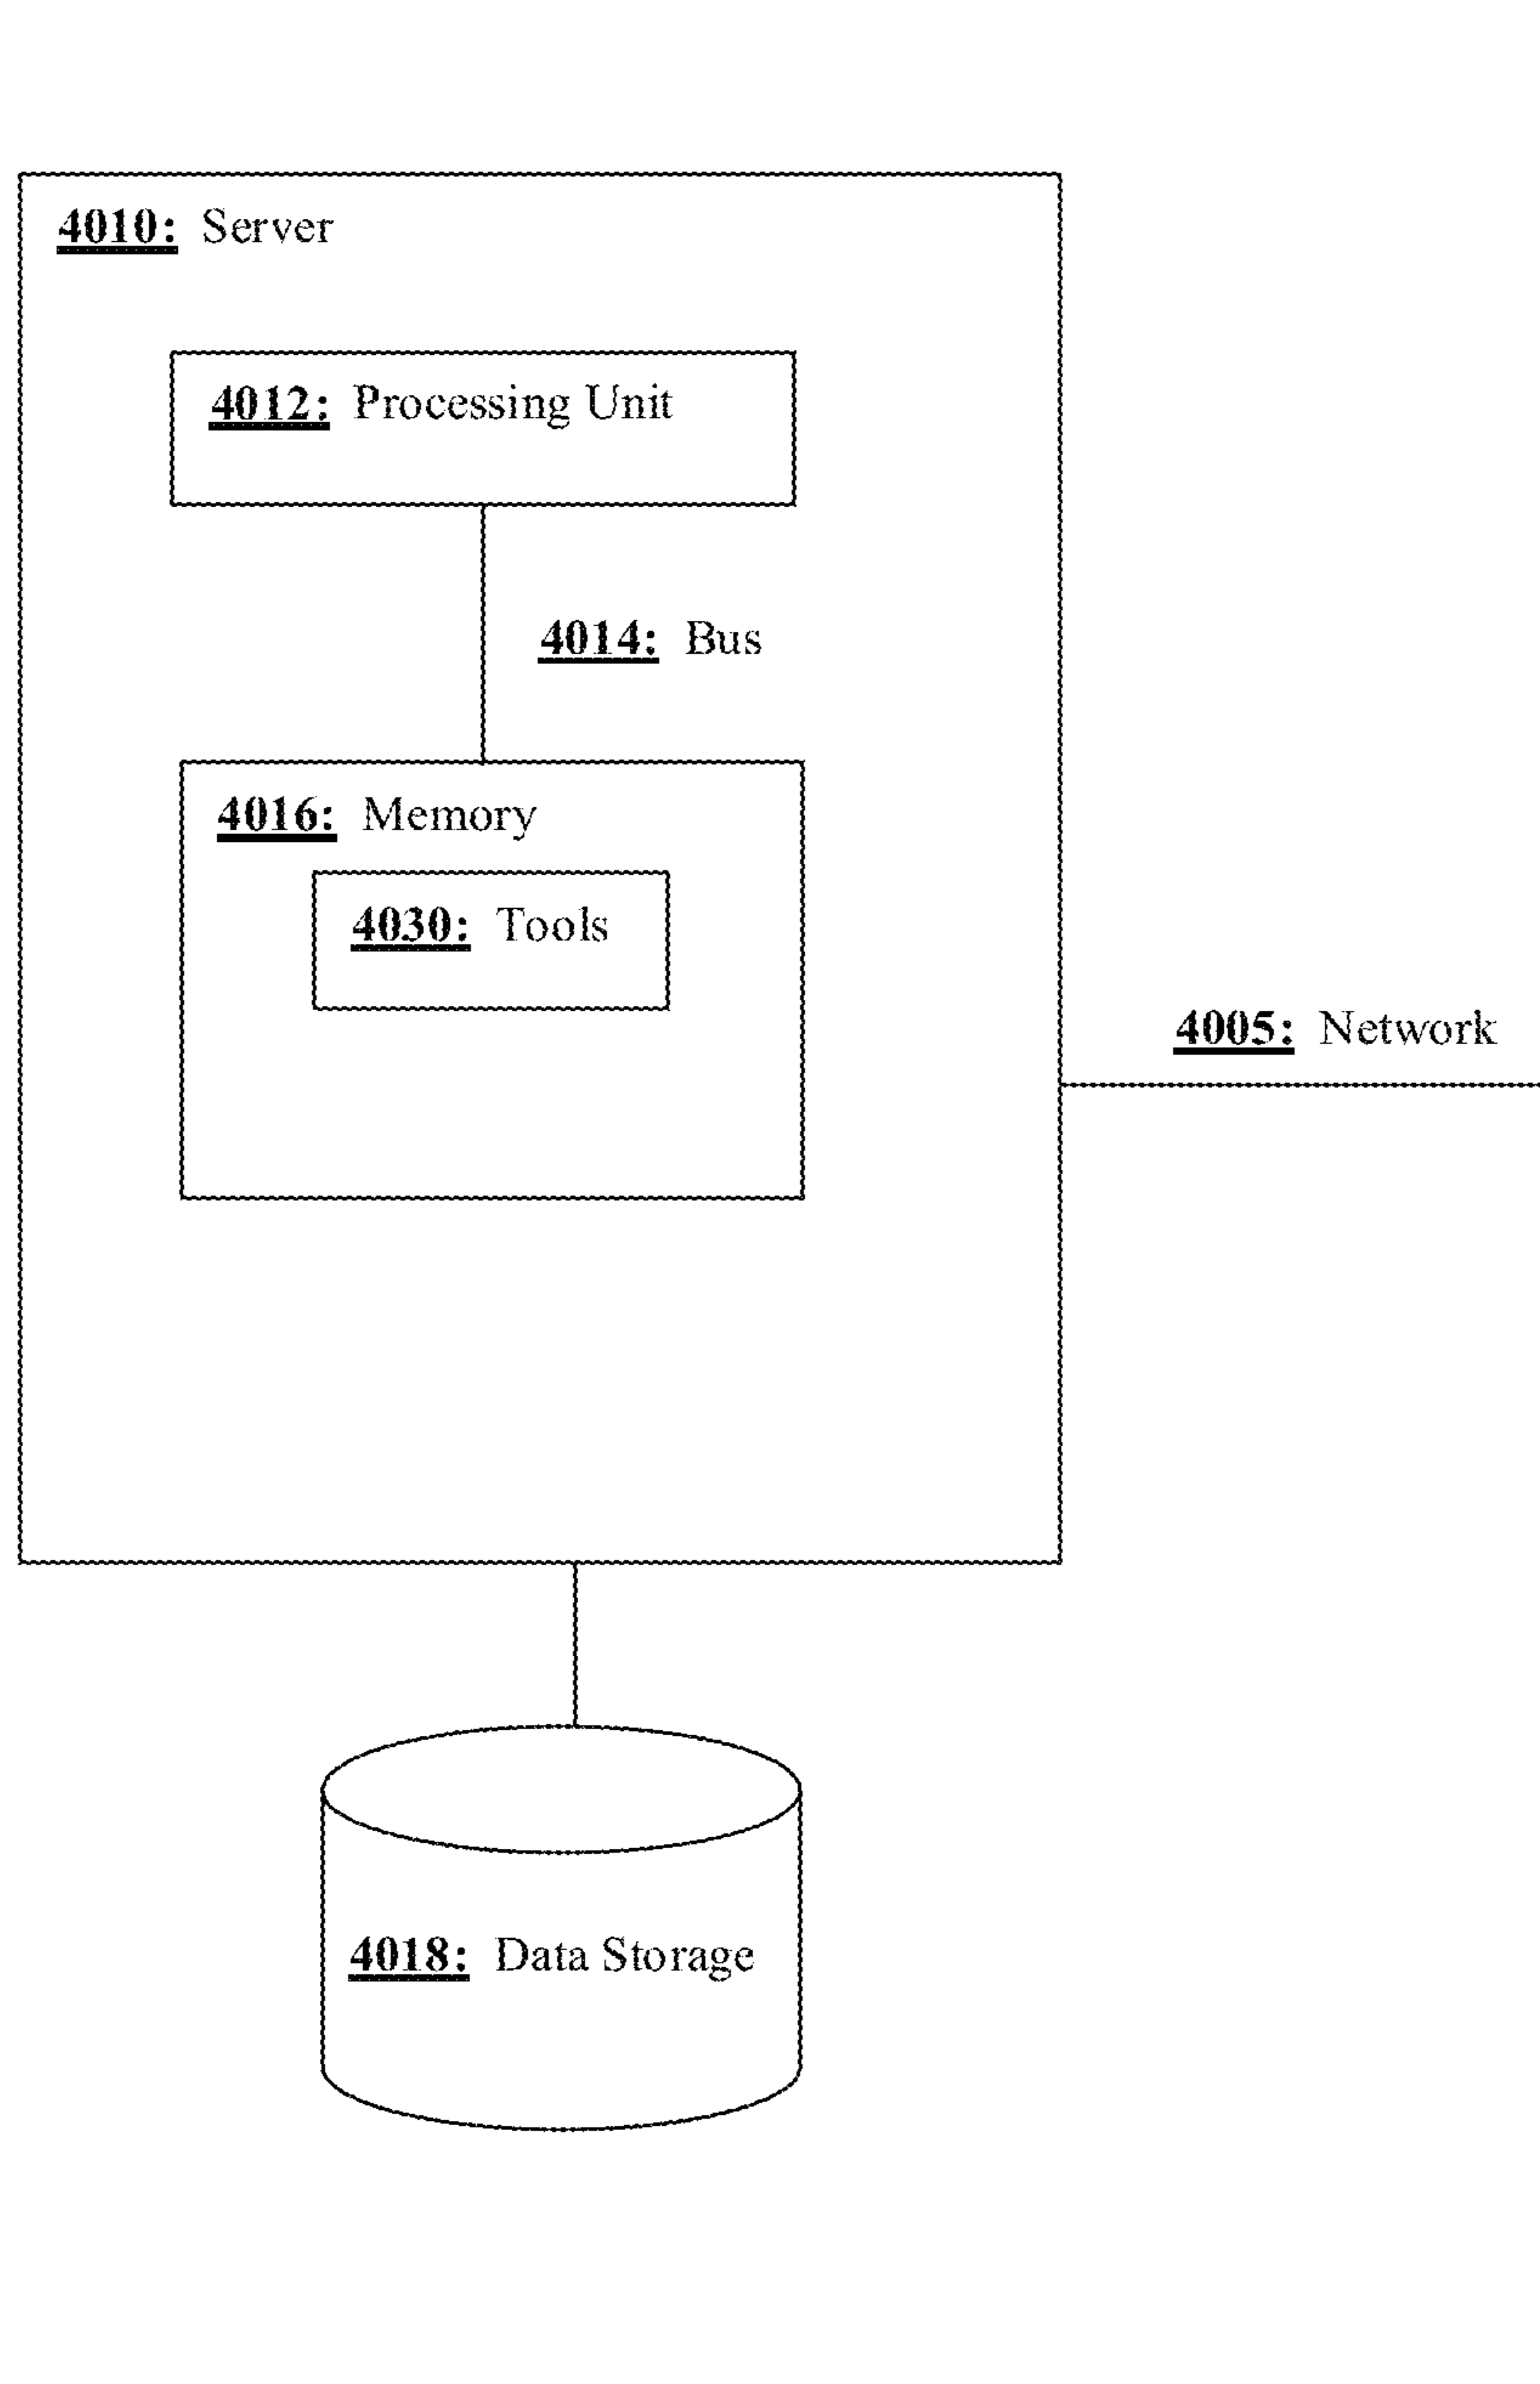 4010: Server
4012: Processing Unit
4014: Bus
4016: Memory
4030: Tools
4005: Network
4018: Data Storage